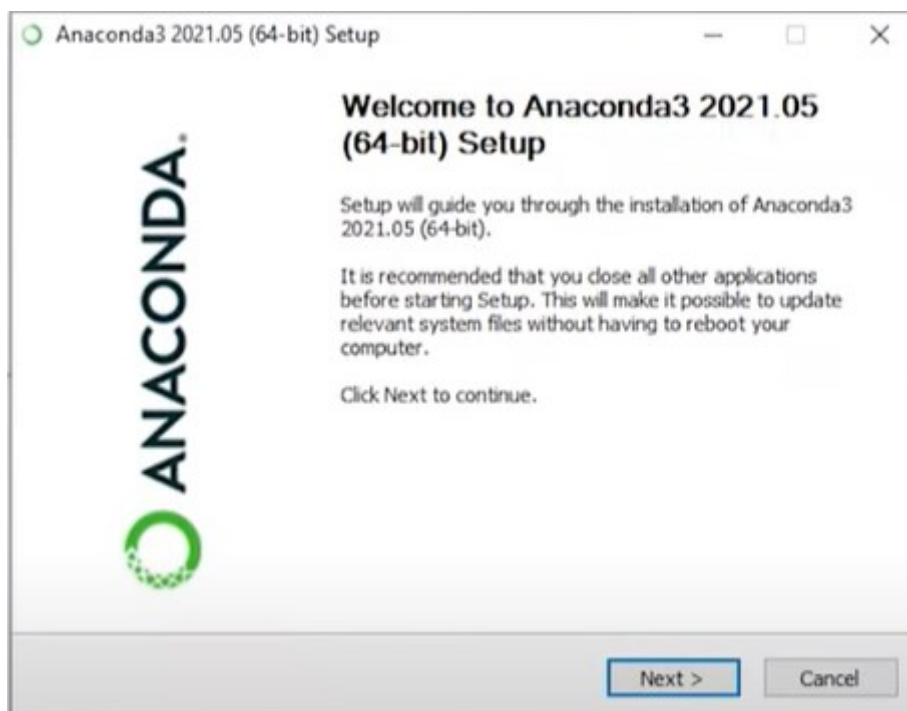 Anaconda3 2021.05 (64-bit) Setup
ANACONDA.
Welcome to Anaconda3 2021.05
(64-bit) Setup
Setup will guide you through the installation of Anaconda3
2021.05 (64-bit).
It is recommended that you close all other applications
before starting Setup. This will make it possible to update
relevant system files without having to reboot your
computer.
Click Next to continue.
Next >
Cancel